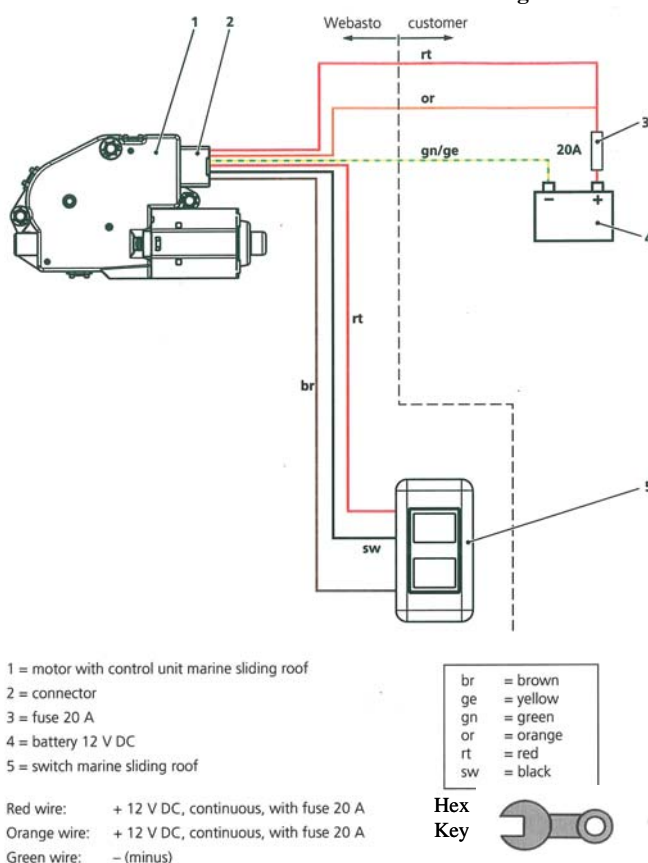 Webasto customer
1 2
rt
or
3
20A
gn/ge
- +
rt
br
sw
1 = motor with control unit marine sliding roof
2 = connector
3 = fuse 20 A
4 = battery 12 V DC
5 = switch marine sliding roof
br = brown
ge = yellow
gn = green
or = orange
rt = red
sw = black
Red wire: + 12 V DC, continuous, with fuse 20 A
Orange wire: + 12 V DC, continuous, with fuse 20 A
Green wire: – (minus)
Hex
Key